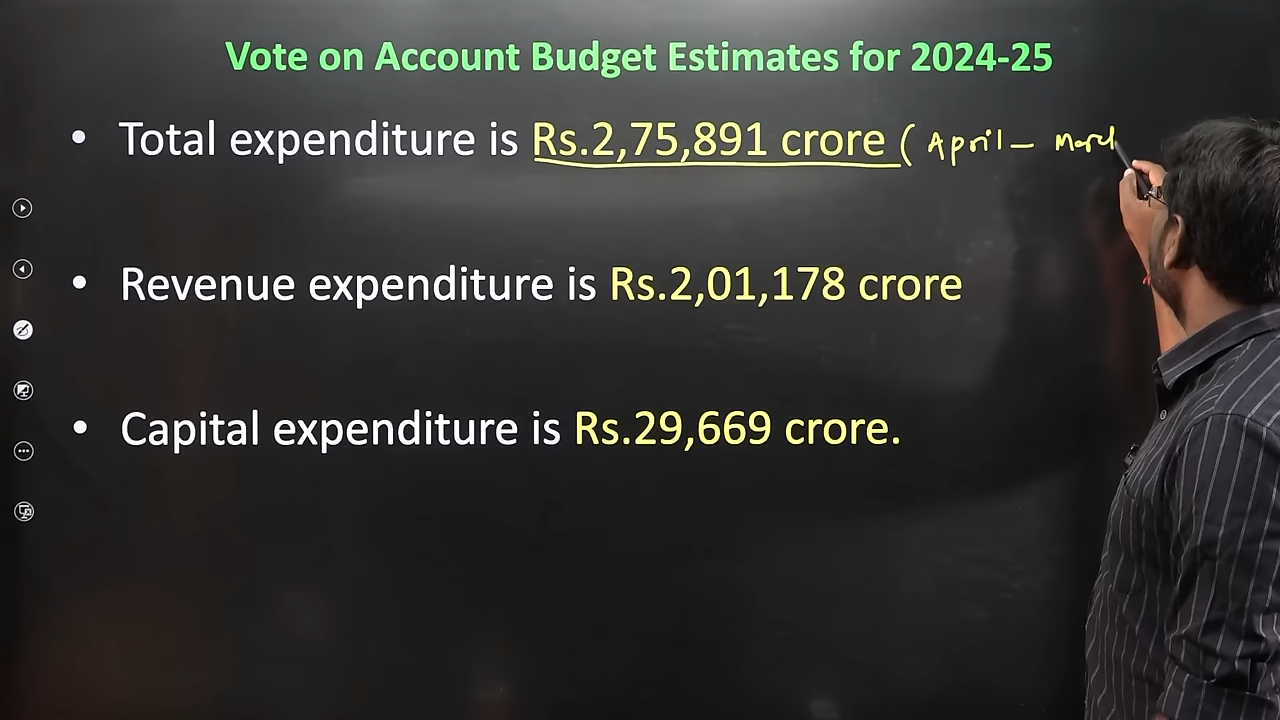 Vote on Account Budget Estimates for 2024-25
• Total expenditure is Rs.2,75,891 crore ( April – March
• Revenue expenditure is Rs.2,01,178 crore
• Capital expenditure is Rs.29,669 crore.